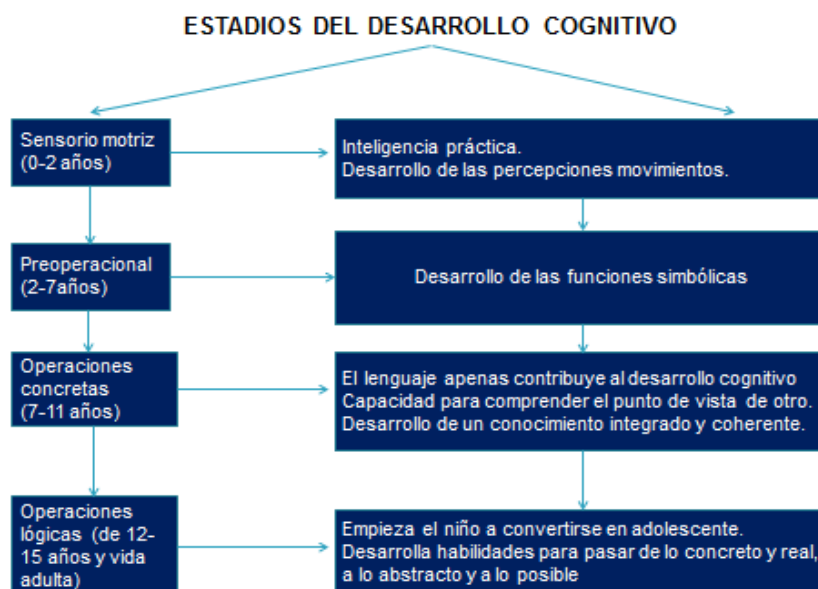 ESTADIOS DEL DESARROLLO COGNITIVO
Sensorio motriz
(0-2 años)
Inteligencia práctica.
Desarrollo de las percepciones movimientos.
Preoperacional
(2-7años)
Desarrollo de las funciones simbólicas
Operaciones
concretas
(7-11 años)
El lenguaje apenas contribuye al desarrollo cognitivo
Capacidad para comprender el punto de vista de otro.
Desarrollo de un conocimiento integrado y coherente.
Operaciones
lógicas (de 12-
15 años y vida
adulta)
Empieza el niño a convertirse en adolescente.
Desarrolla habilidades para pasar de lo concreto y real,
a lo abstracto y a lo posible